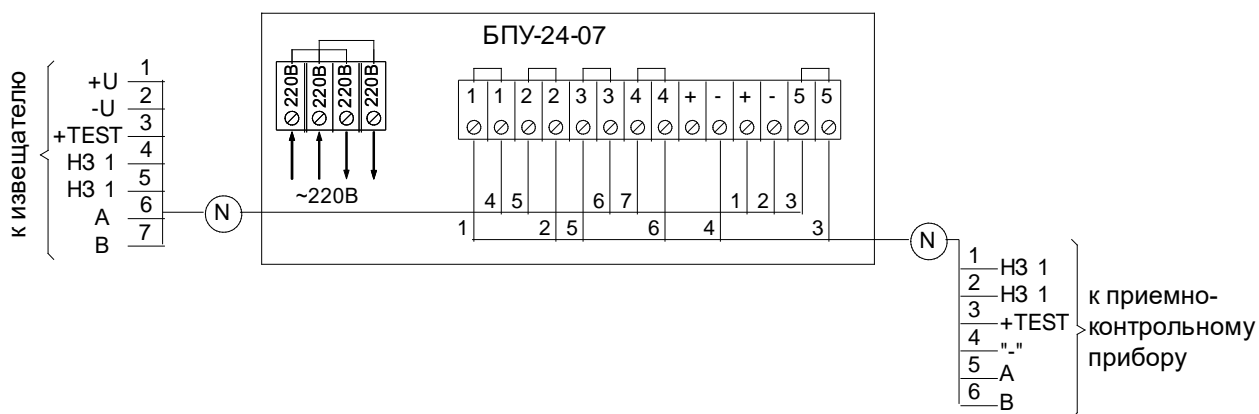 БПУ-24-07
220В 220В 220В 220В
1 1 2 2 3 3 4 4 + - + - 5 5
~220В
к извещателю
+U 1
-U 2
+TEST 3
НЗ 1 4
НЗ 1 5
А 6
В 7
N
4 5 6 7 1 2 3
1 2 5 6 4 3
N
1 НЗ 1
2 НЗ 1
3 +TEST
4 "-"
5 А
6 В
к приемно-
контрольному
прибору